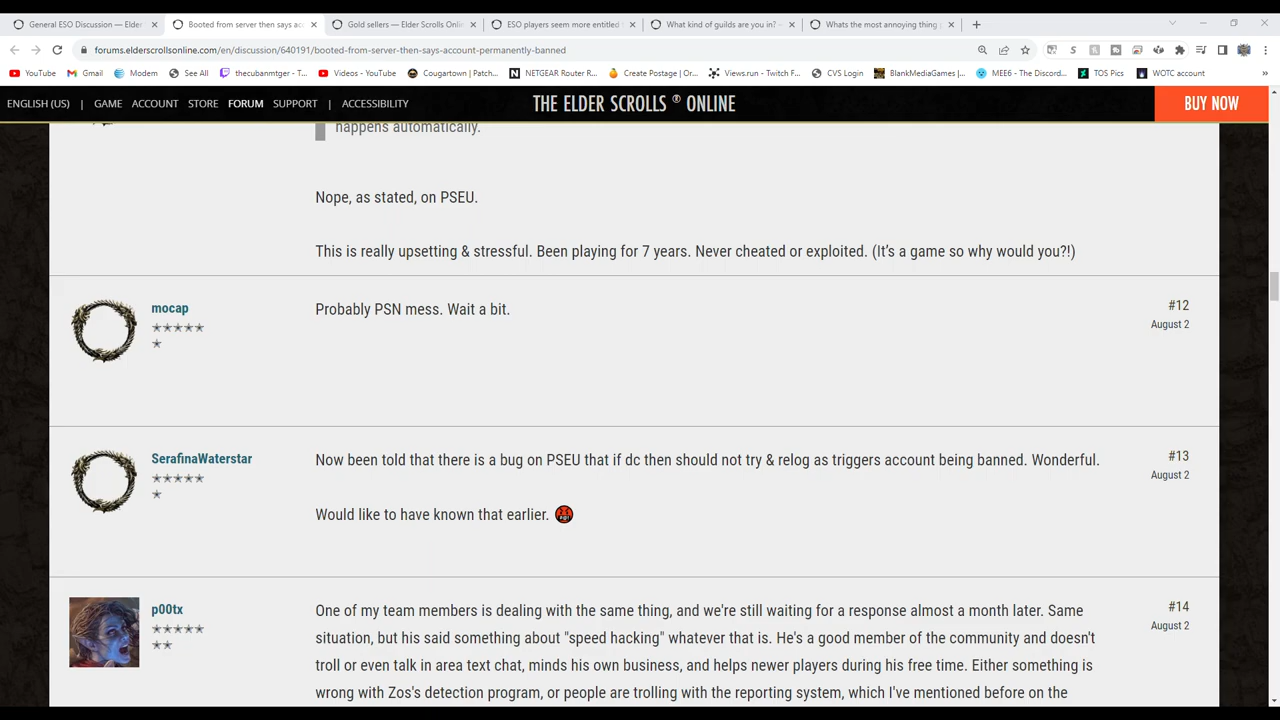 General ESO Discussion — Elder S
Booted from server then says acc
Gold sellers — Elder Scrolls Onlin
ESO players seem more entitled t
What kind of guilds are you in? –
Whats the most annoying thing p
forums.elderscrollsonline.com/en/discussion/640191/booted-from-server-then-says-account-permanently-banned
YouTube
Gmail
Modem
See All
thecubanmtger - T...
Videos - YouTube
Cougartown | Patch...
NETGEAR Router R...
Create Postage | Or...
Views.run - Twitch F...
CVS Login
BlankMediaGames |...
MEE6 - The Discord...
TOS Pics
WOTC account
ENGLISH (US) | GAME ACCOUNT STORE FORUM SUPPORT | ACCESSIBILITY
THE ELDER SCROLLS ® ONLINE
BUY NOW
happens automatically.
Nope, as stated, on PSEU.
This is really upsetting & stressful. Been playing for 7 years. Never cheated or exploited. (It's a game so why would you?!)
mocap
Probably PSN mess. Wait a bit.
#12
August 2
SerafinaWaterstar
Now been told that there is a bug on PSEU that if dc then should not try & relog as triggers account being banned. Wonderful.
Would like to have known that earlier.
#13
August 2
p00tx
One of my team members is dealing with the same thing, and we're still waiting for a response almost a month later. Same
situation, but his said something about "speed hacking" whatever that is. He's a good member of the community and doesn't
troll or even talk in area text chat, minds his own business, and helps newer players during his free time. Either something is
wrong with Zos's detection program, or people are trolling with the reporting system, which I've mentioned before on the
#14
August 2